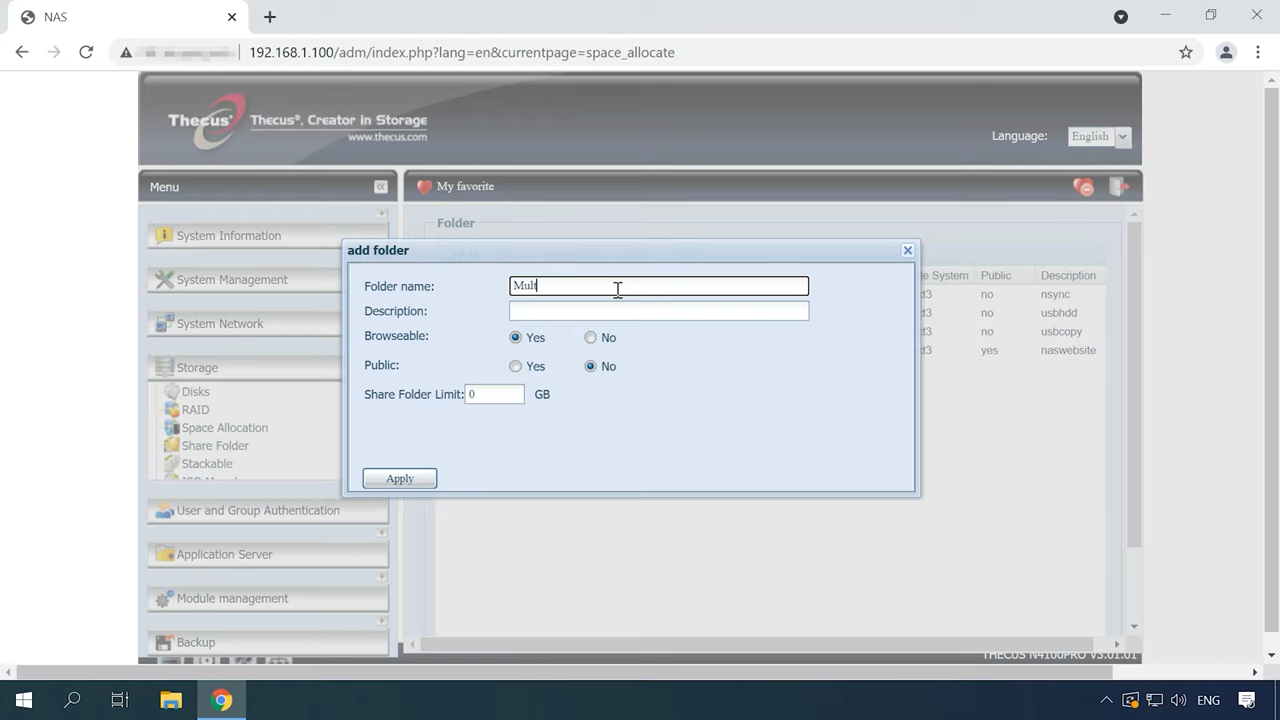 NAS
192.168.1.100/adm/index.php?lang=en&currentpage=space_allocate
Thecus® Thecus®. Creator in Storage
www.thecus.com
Language: English
Menu
My favorite
Folder
System Information
System Management
System Network
Storage
Disks
RAID
Space Allocation
Share Folder
Stackable
User and Group Authentication
Application Server
Module management
Backup
add folder
Folder name: Mult
Description:
Browseable: Yes No
Public: Yes No
Share Folder Limit: 0 GB
Apply
System Public Description
no nsync
no usbhdd
no usbcopy
yes naswebsite
THECUS N4100PRO V3.01.01
ENG